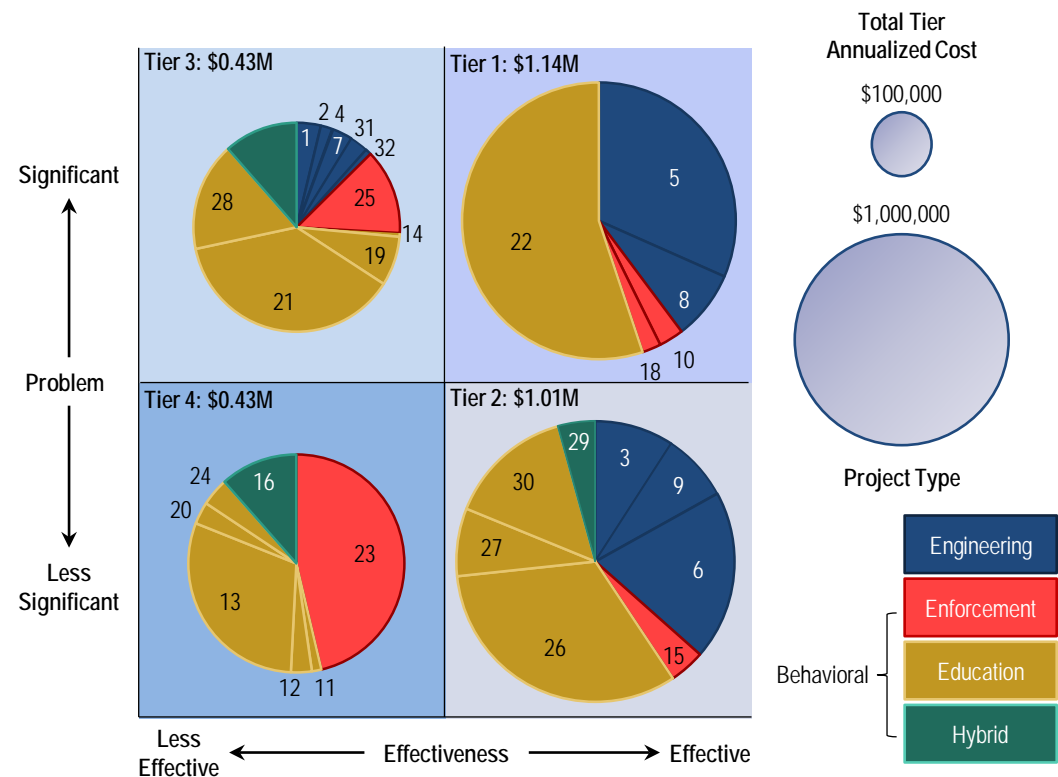 Tier 3: $0.43M
1
2
4
7
31
32
25
14
19
21
28
Tier 1: $1.14M
5
8
10
18
22
Tier 4: $0.43M
23
11
12
13
20
24
16
Tier 2: $1.01M
3
9
6
15
26
27
30
29
Significant
Problem
Less
Significant
Less
Effective
Effectiveness
Effective
Total Tier
Annualized Cost
$100,000
$1,000,000
Project Type
Engineering
Enforcement
Behavioral
Education
Hybrid